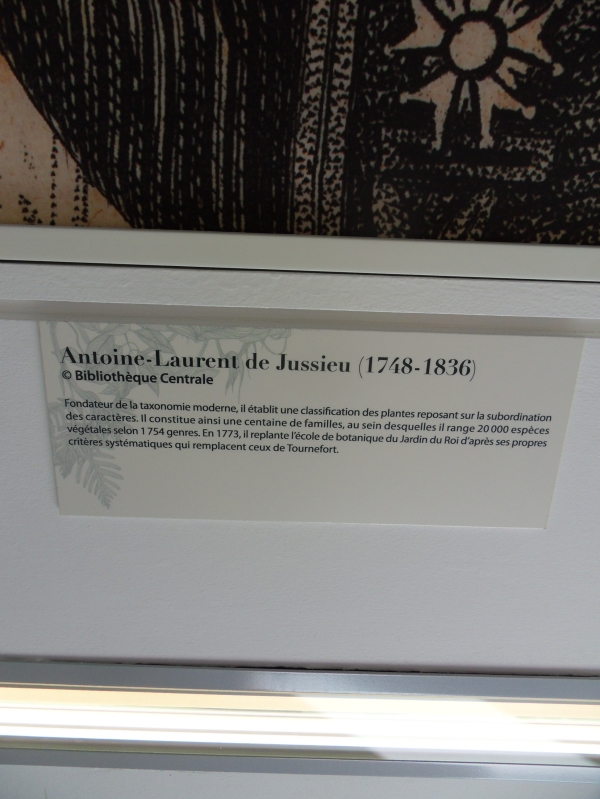 Antoine-Laurent de Jussieu (1748-1836)
© Bibliothèque Centrale
Fondateur de la taxonomie moderne, il établit une classification des plantes reposant sur la subordination
des caractères. Il constitue ainsi une centaine de familles, au sein desquelles il range 20 000 espèces
végétales selon 1 754 genres. En 1773, il replante l'école de botanique du Jardin du Roi d'après ses propres
critères systématiques qui remplacent ceux de Tournefort.